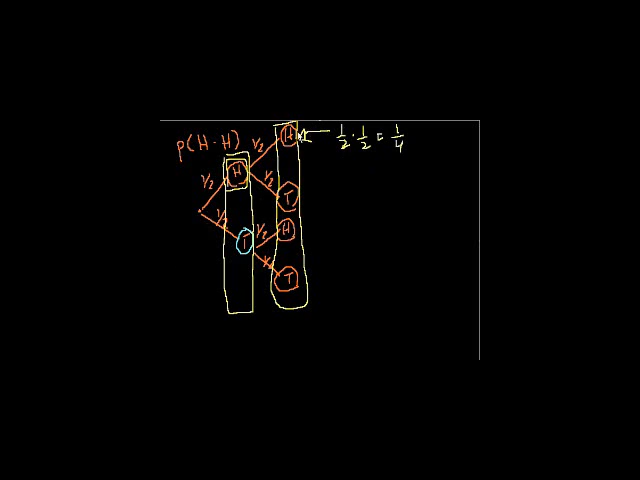 p(H·H) 1/2 H 1/2 · 1/2 = 1/4
1/2 H 1/2
T
1/2 1/2 H
T
1/2 T